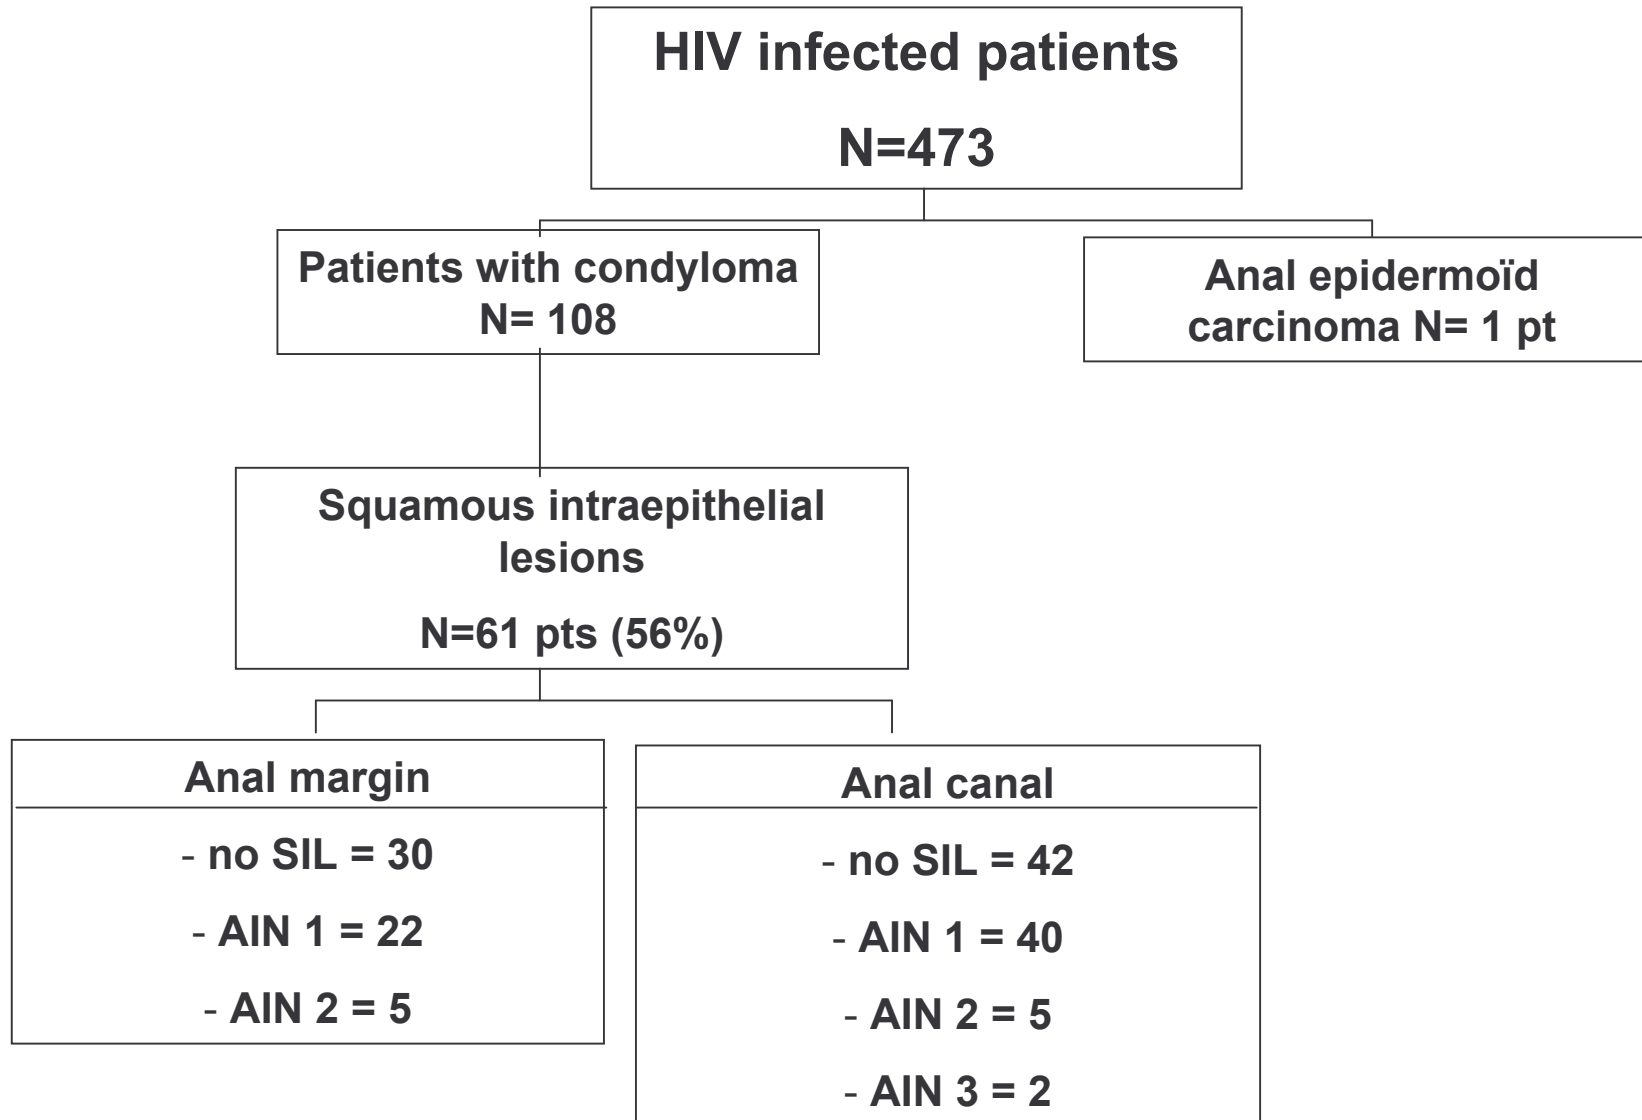 HIV infected patients
N=473
Patients with condyloma
N= 108
Anal epidermoïd
carcinoma N= 1 pt
Squamous intraepithelial
lesions
N=61 pts (56%)
Anal margin
- no SIL = 30
- AIN 1 = 22
- AIN 2 = 5
Anal canal
- no SIL = 42
- AIN 1 = 40
- AIN 2 = 5
- AIN 3 = 2